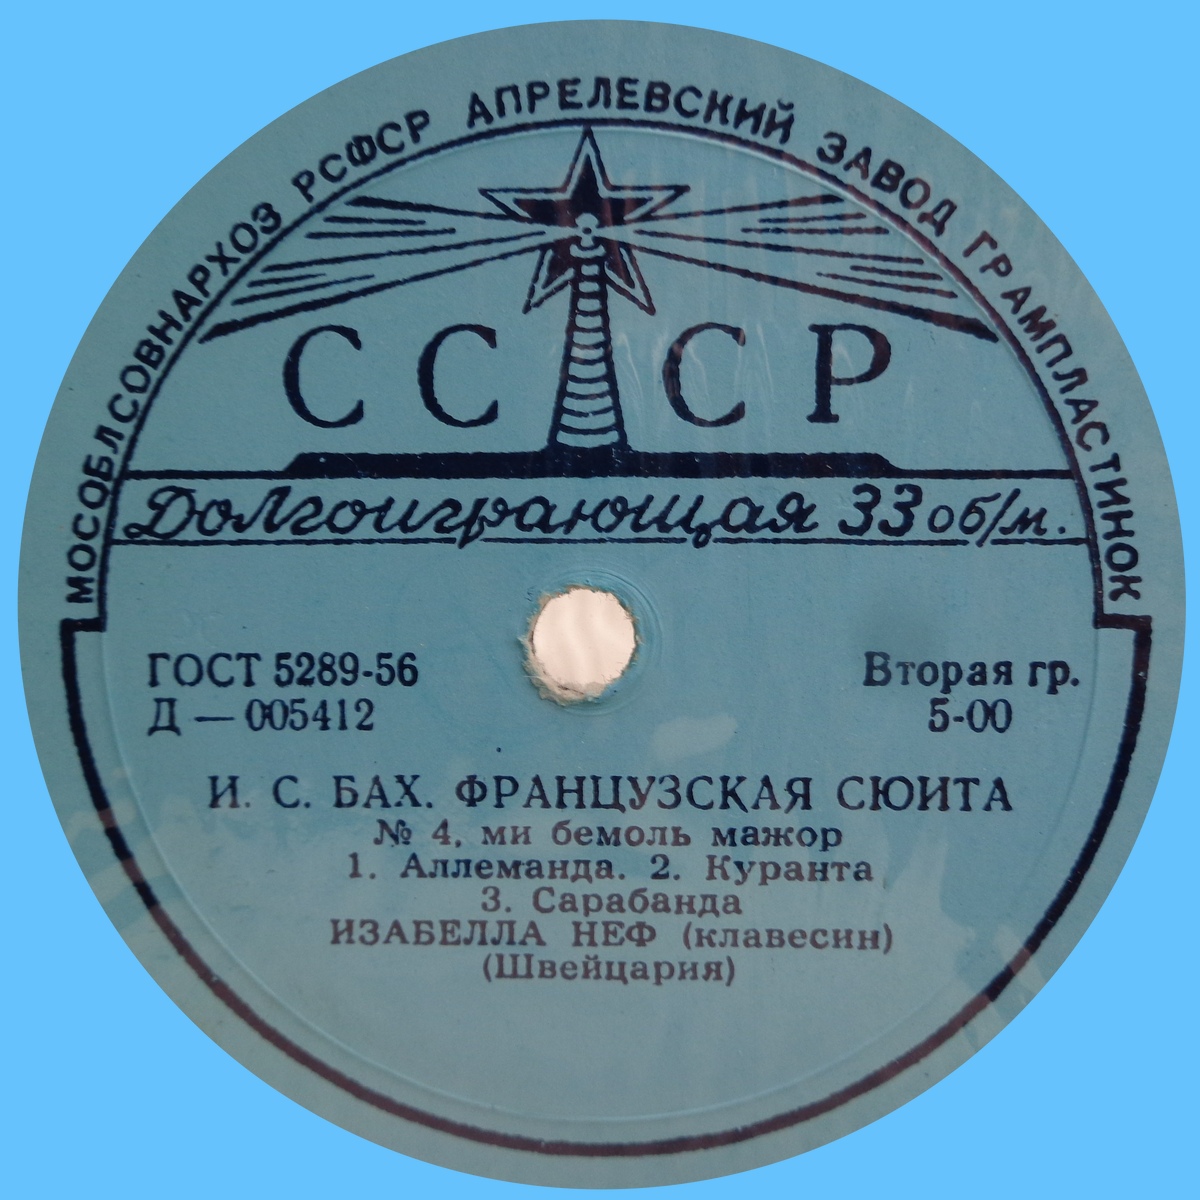 МОСОБЛСОВНАРХОЗ РСФСР АПРЕЛЕВСКИЙ ЗАВОД ГРАМПЛАСТИНОК
СССР
Долгоиграющая 33 об/м.
ГОСТ 5289-56
Д — 005412
Вторая гр.
5-00
И. С. БАХ. ФРАНЦУЗСКАЯ СЮИТА
№ 4, ми бемоль мажор
1. Аллеманда. 2. Куранта
3. Сарабанда
ИЗАБЕЛЛА НЕФ (клавесин)
(Швейцария)